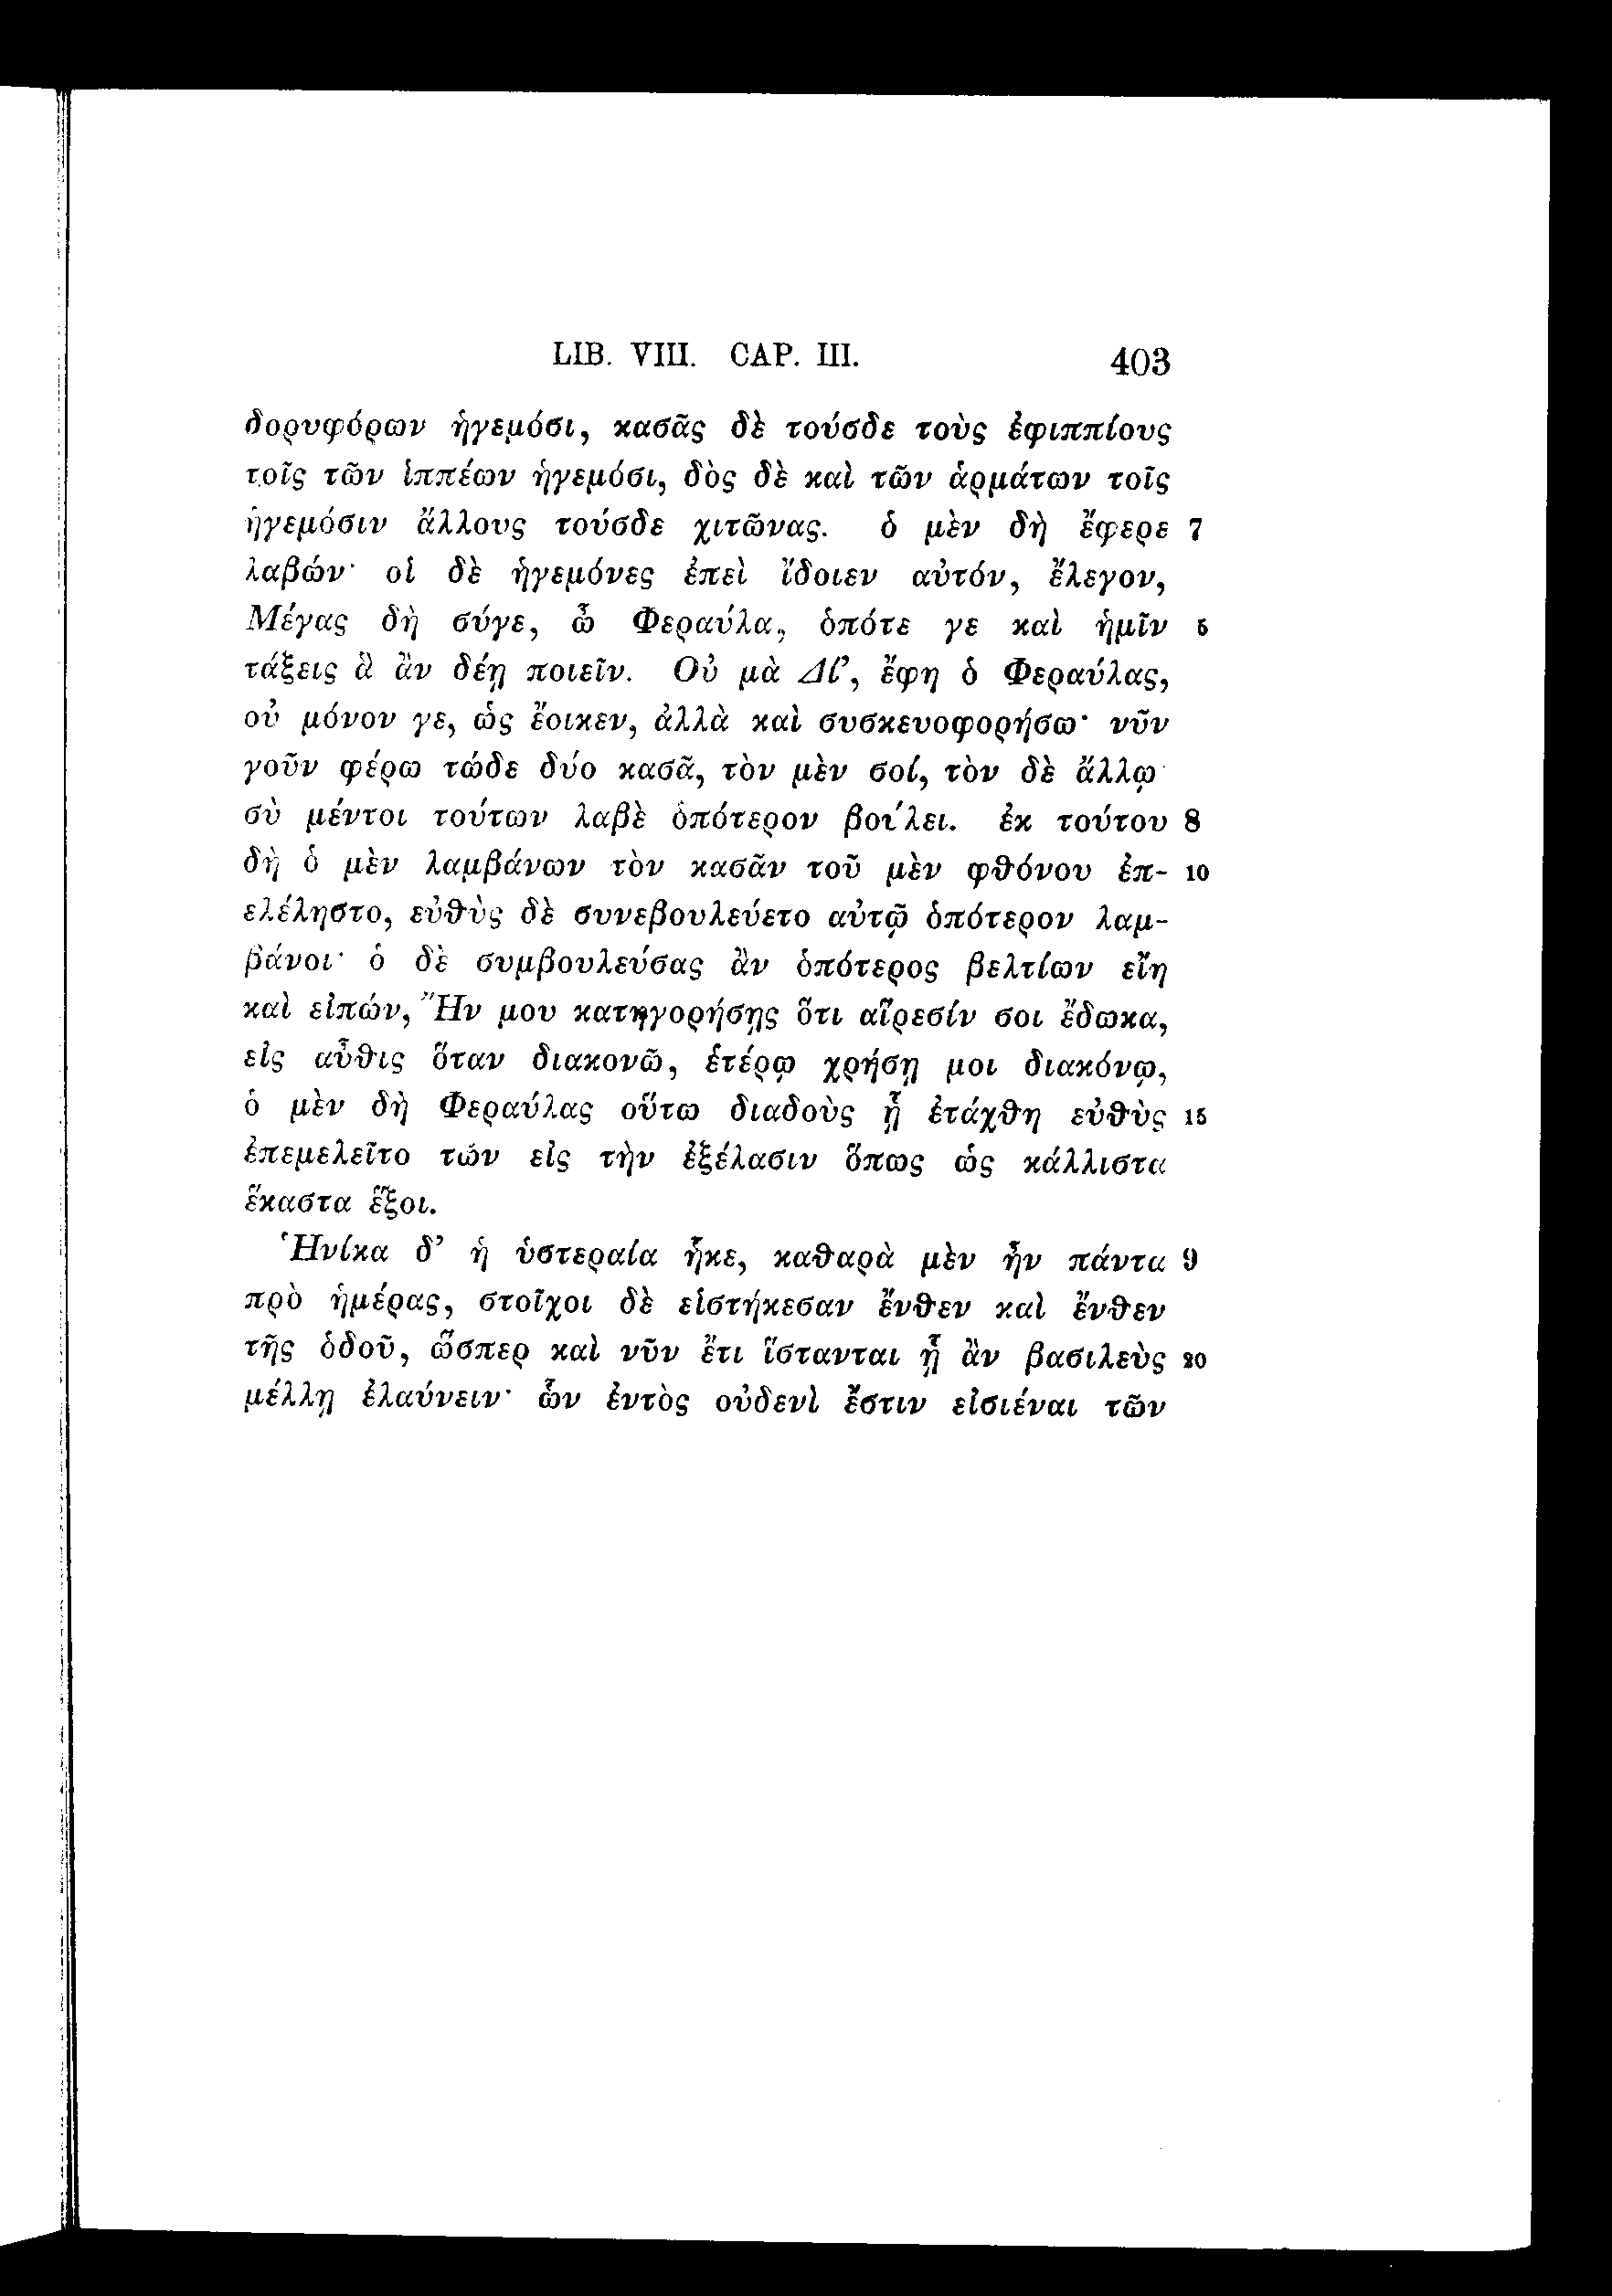 LIB. VIII. CAP. III. 403
δορυφόρων ἡγεμόσι, κασᾶς δὲ τούσδε τοὺς ἐφιππίους
τοῖς τῶν ἱππέων ἡγεμόσι, δὸς δὲ καὶ τῶν ἁρμάτων τοῖς
ἡγεμόσιν ἄλλους τούσδε χιτῶνας. ὁ μὲν δὴ ἔφερε 7
λαβών· οἱ δὲ ἡγεμόνες ἐπεὶ ἴδοιεν αὐτόν, ἔλεγον,
Μέγας δὴ σύγε, ὦ Φεραύλα, ὁπότε γε καὶ ἡμῖν 5
τάξεις ἃ ἂν δέῃ ποιεῖν. Οὐ μὰ Δί’, ἔφη ὁ Φεραύλας,
οὐ μόνον γε, ὡς ἔοικεν, ἀλλὰ καὶ συσκευοφορήσω· νῦν
γοῦν φέρω τώδε δύο κασᾶ, τὸν μὲν σοί, τὸν δὲ ἄλλῳ·
σὺ μέντοι τούτων λαβὲ ὁπότερον βούλει. ἐκ τούτου 8
δὴ ὁ μὲν λαμβάνων τὸν κασᾶν τοῦ μὲν φθόνου ἐπ- 10
ελέληστο, εὐθὺς δὲ συνεβουλεύετο αὐτῷ ὁπότερον λαμ-
βάνοι· ὁ δὲ συμβουλεύσας ἂν ὁπότερος βελτίων εἴη
καὶ εἰπών, Ἢν μου κατηγορήσῃς ὅτι αἵρεσίν σοι ἔδωκα,
εἰς αὖθις ὅταν διακονῶ, ἑτέρῳ χρήσῃ μοι διακόνῳ,
ὁ μὲν δὴ Φεραύλας οὕτω διαδοὺς ᾗ ἐτάχθη εὐθὺς 15
ἐπεμελεῖτο τῶν εἰς τὴν ἐξέλασιν ὅπως ὡς κάλλιστα
ἕκαστα ἕξοι.
Ἡνίκα δ’ ἡ ὑστεραία ἧκε, καθαρὰ μὲν ἦν πάντα 9
πρὸ ἡμέρας, στοῖχοι δὲ εἱστήκεσαν ἔνθεν καὶ ἔνθεν
τῆς ὁδοῦ, ὥσπερ καὶ νῦν ἔτι ἵστανται ᾗ ἂν βασιλεὺς 20
μέλλῃ ἐλαύνειν· ὧν ἐντὸς οὐδενὶ ἔστιν εἰσιέναι τῶν